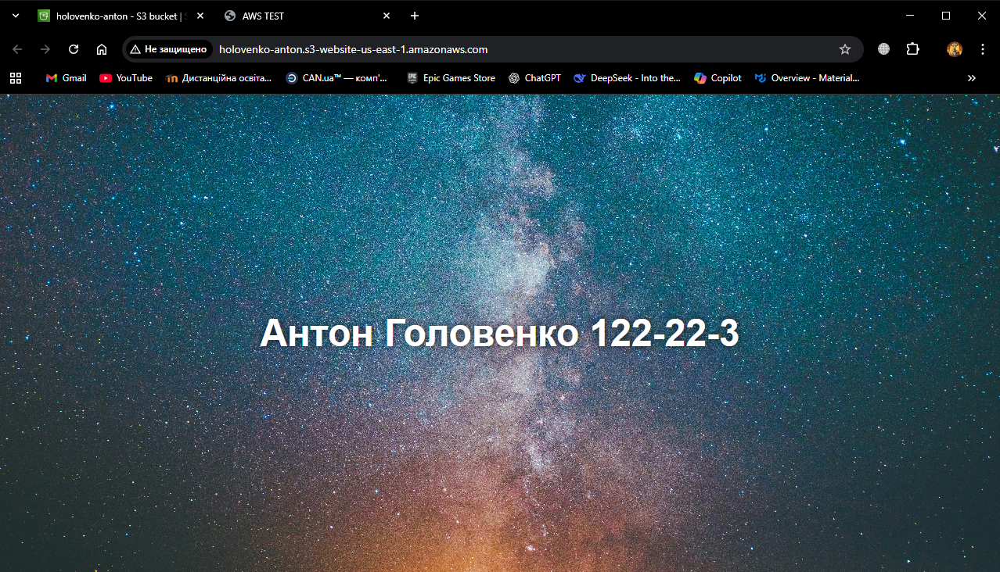 holovenko-anton - S3 bucket |
AWS TEST
Не защищено
holovenko-anton.s3-website-us-east-1.amazonaws.com
Gmail
YouTube
Дистанційна освіта...
CAN.ua™ — комп'...
Epic Games Store
ChatGPT
DeepSeek - Into the...
Copilot
Overview - Material...
Антон Головенко 122-22-3